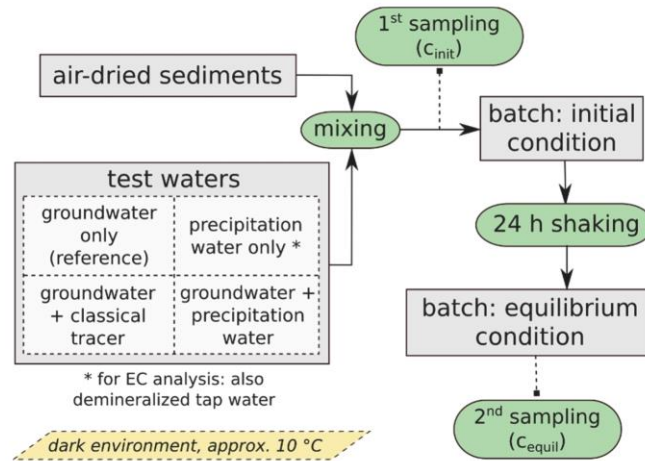 1st sampling
(cinit)
air-dried sediments
mixing
batch: initial
condition
test waters
groundwater
only
(reference)
precipitation
water only *
groundwater
+ classical
tracer
groundwater +
precipitation
water
24 h shaking
batch: equilibrium
condition
* for EC analysis: also
demineralized tap water
dark environment, approx. 10 °C
2nd sampling
(cequil)